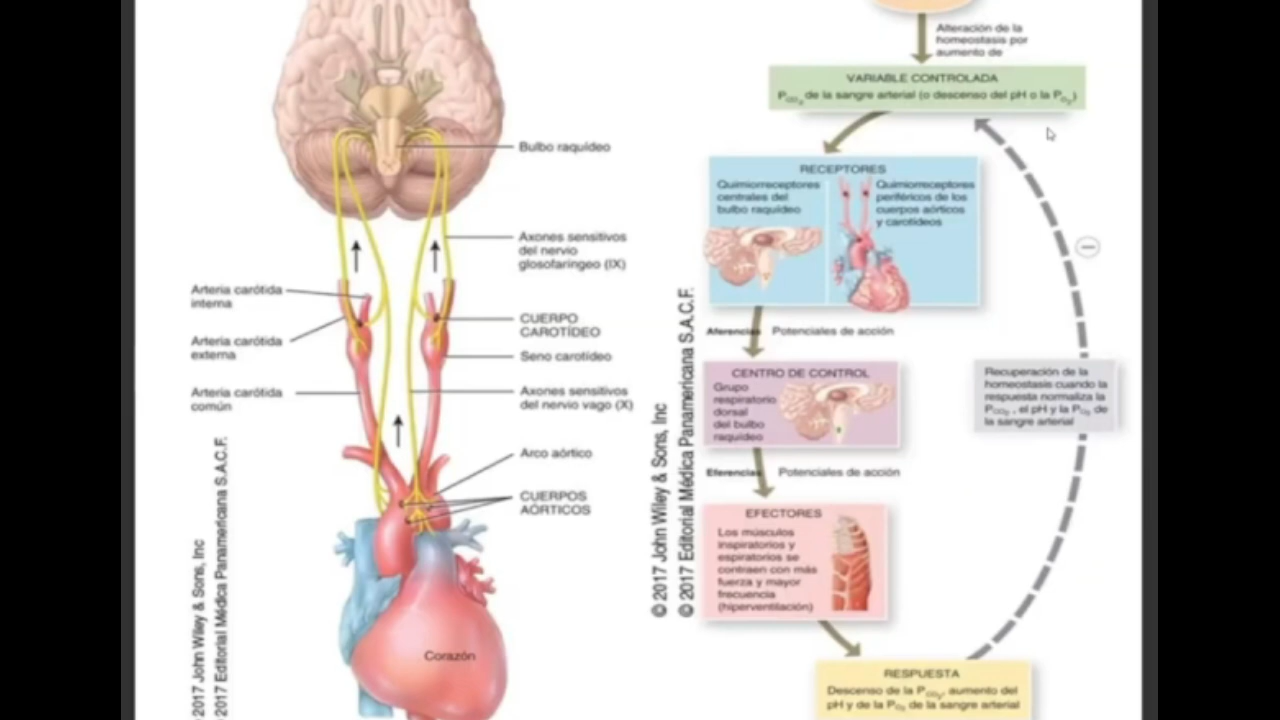 Bulbo raquídeo
Axones sensitivos
del nervio
glosofaríngeo (IX)
Arteria carótida
interna
CUERPO
CAROTÍDEO
Arteria carótida
externa
Seno carotídeo
Arteria carótida
común
Axones sensitivos
del nervio vago (X)
Arco aórtico
CUERPOS
AÓRTICOS
Corazón
2017 John Wiley & Sons, Inc
2017 Editorial Médica Panamericana S.A.C.F.
© 2017 John Wiley & Sons, Inc
© 2017 Editorial Médica Panamericana S.A.C.F.
Alteración de la
homeostasis por
aumento de
VARIABLE CONTROLADA
PCO₂ de la sangre arterial (o descenso del pH o la PO₂)
RECEPTORES
Quimiorreceptores
centrales del
bulbo raquídeo
Quimiorreceptores
periféricos de los
cuerpos aórticos
y carotídeos
Aferencias Potenciales de acción
CENTRO DE CONTROL
Grupo
respiratorio
dorsal
del bulbo
raquídeo
Eferencias Potenciales de acción
EFECTORES
Los músculos
inspiratorios y
espiratorios se
contraen con más
fuerza y mayor
frecuencia
(hiperventilación)
RESPUESTA
Descenso de la PCO₂, aumento del
pH y de la PO₂ de la sangre arterial
−
Recuperación de la
homeostasis cuando la
respuesta normaliza la
PCO₂, el pH y la PO₂ de
la sangre arterial